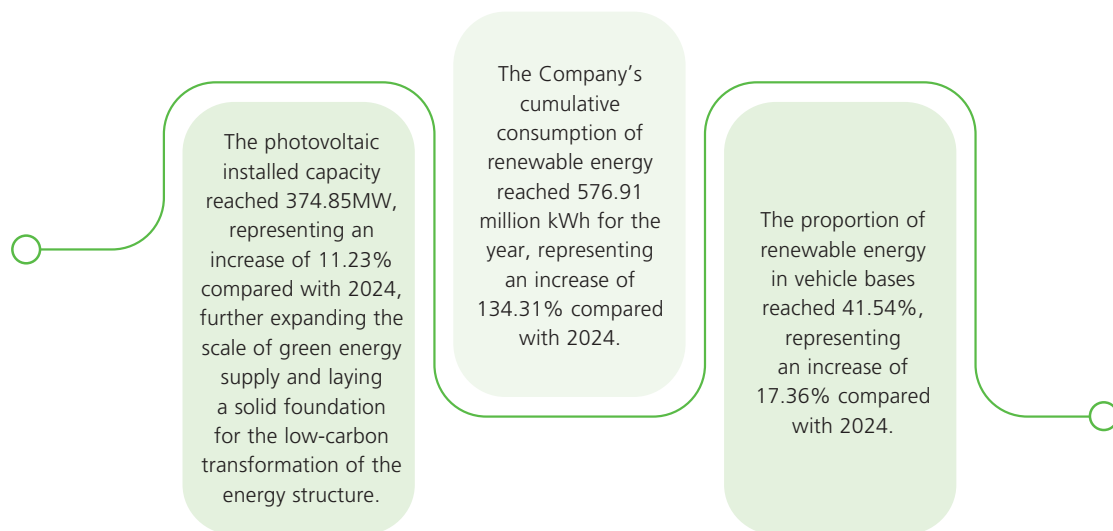 The photovoltaic
installed capacity
reached 374.85MW,
representing an
increase of 11.23%
compared with 2024,
further expanding the
scale of green energy
supply and laying
a solid foundation
for the low-carbon
transformation of the
energy structure.
The Company’s
cumulative
consumption of
renewable energy
reached 576.91
million kWh for the
year, representing
an increase of
134.31% compared
with 2024.
The proportion of
renewable energy
in vehicle bases
reached 41.54%,
representing
an increase of
17.36% compared
with 2024.